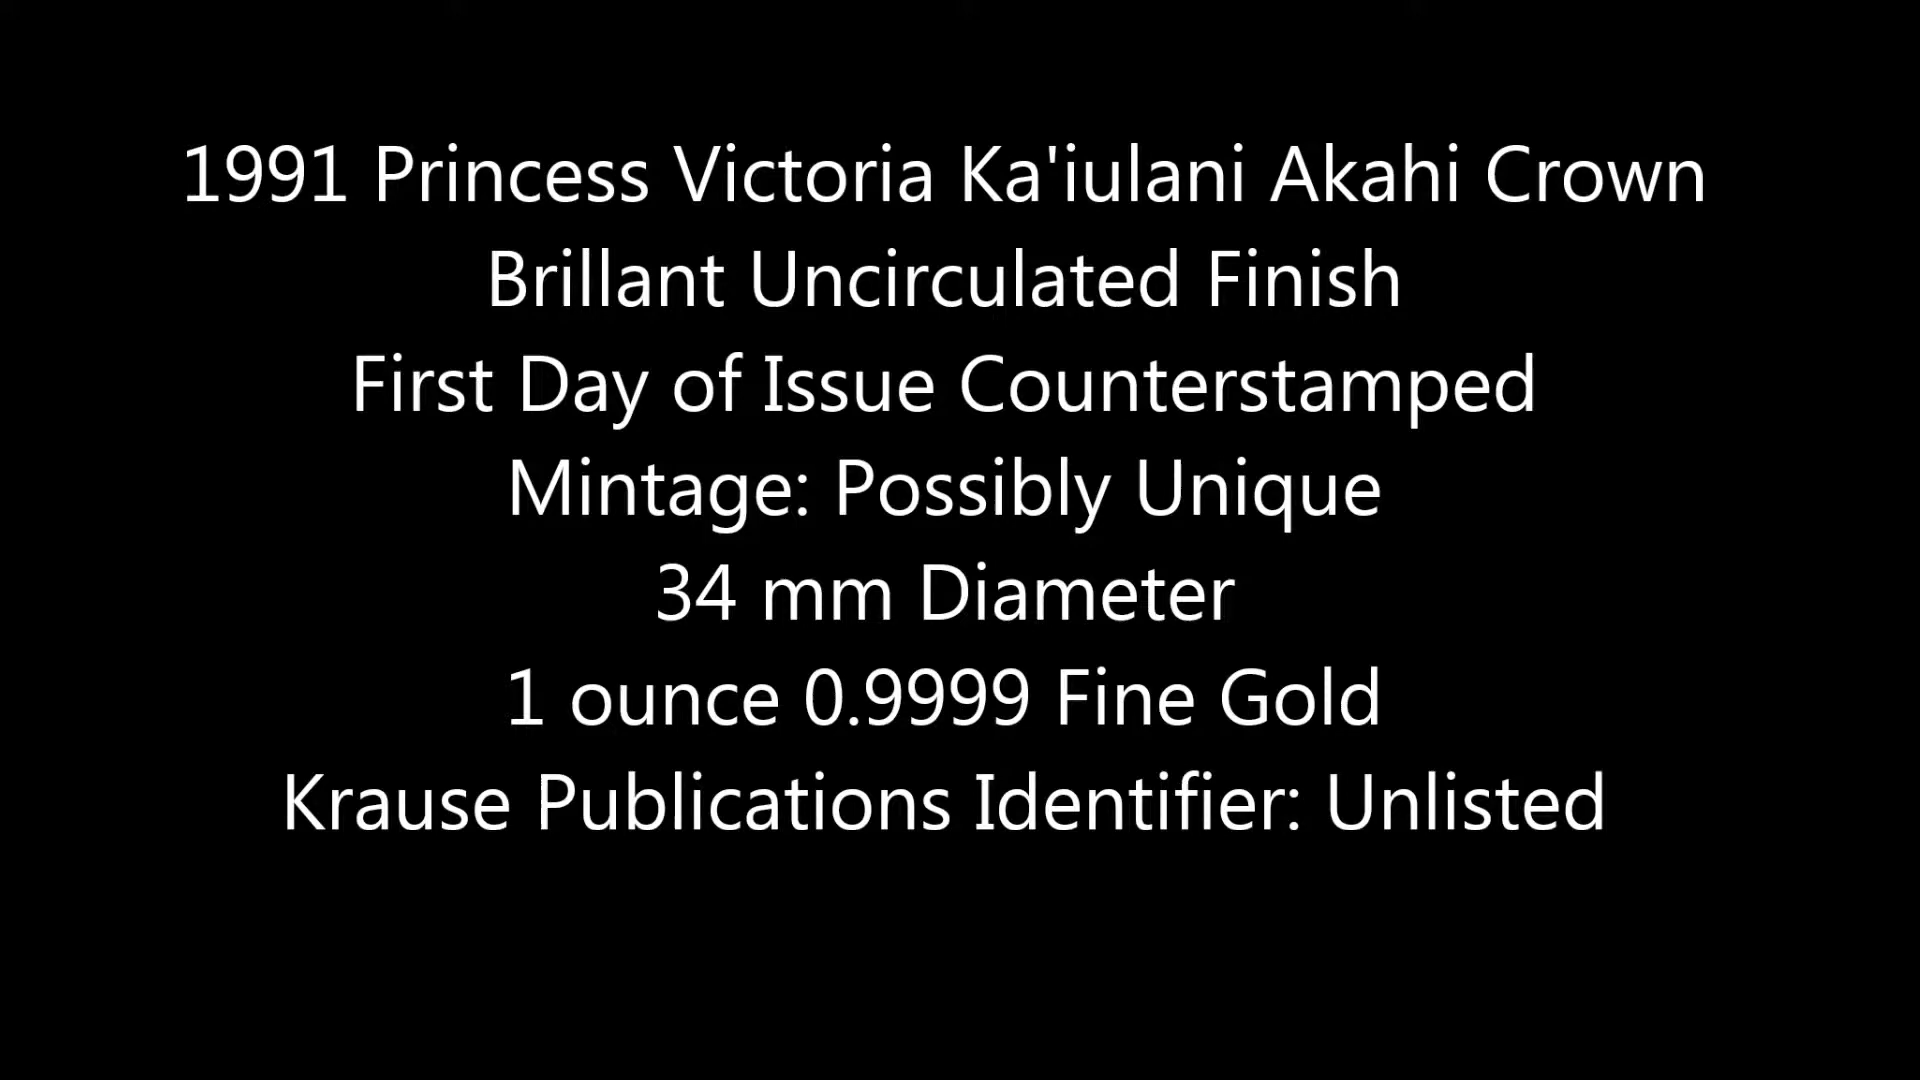 1991 Princess Victoria Ka'iulani Akahi Crown
Brillant Uncirculated Finish
First Day of Issue Counterstamped
Mintage: Possibly Unique
34 mm Diameter
1 ounce 0.9999 Fine Gold
Krause Publications Identifier: Unlisted